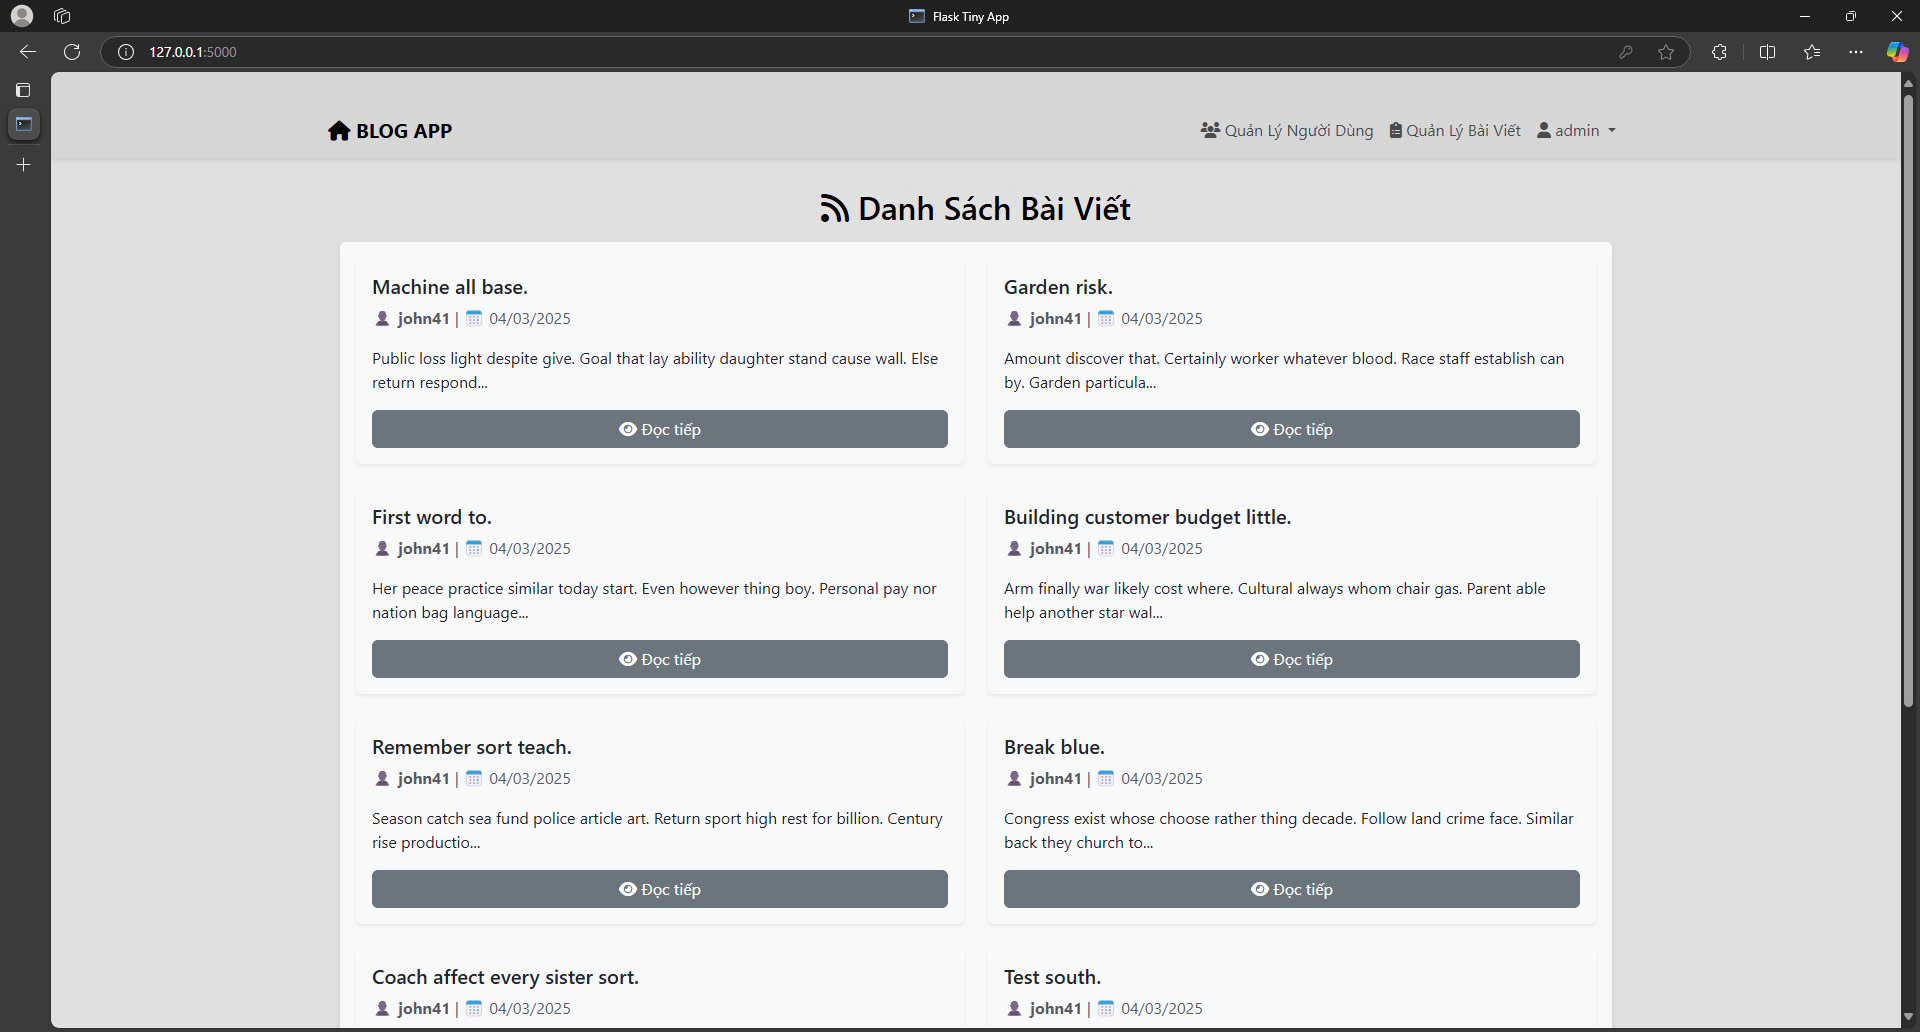 Flask Tiny App
127.0.0.1:5000
BLOG APP
Quản Lý Người Dùng Quản Lý Bài Viết admin
Danh Sách Bài Viết
Machine all base.
john41 | 04/03/2025
Public loss light despite give. Goal that lay ability daughter stand cause wall. Else
return respond...
Đọc tiếp
Garden risk.
john41 | 04/03/2025
Amount discover that. Certainly worker whatever blood. Race staff establish can
by. Garden particula...
Đọc tiếp
First word to.
john41 | 04/03/2025
Her peace practice similar today start. Even however thing boy. Personal pay nor
nation bag language...
Đọc tiếp
Building customer budget little.
john41 | 04/03/2025
Arm finally war likely cost where. Cultural always whom chair gas. Parent able
help another star wal...
Đọc tiếp
Remember sort teach.
john41 | 04/03/2025
Season catch sea fund police article art. Return sport high rest for billion. Century
rise productio...
Đọc tiếp
Break blue.
john41 | 04/03/2025
Congress exist whose choose rather thing decade. Follow land crime face. Similar
back they church to...
Đọc tiếp
Coach affect every sister sort.
john41 | 04/03/2025
Test south.
john41 | 04/03/2025